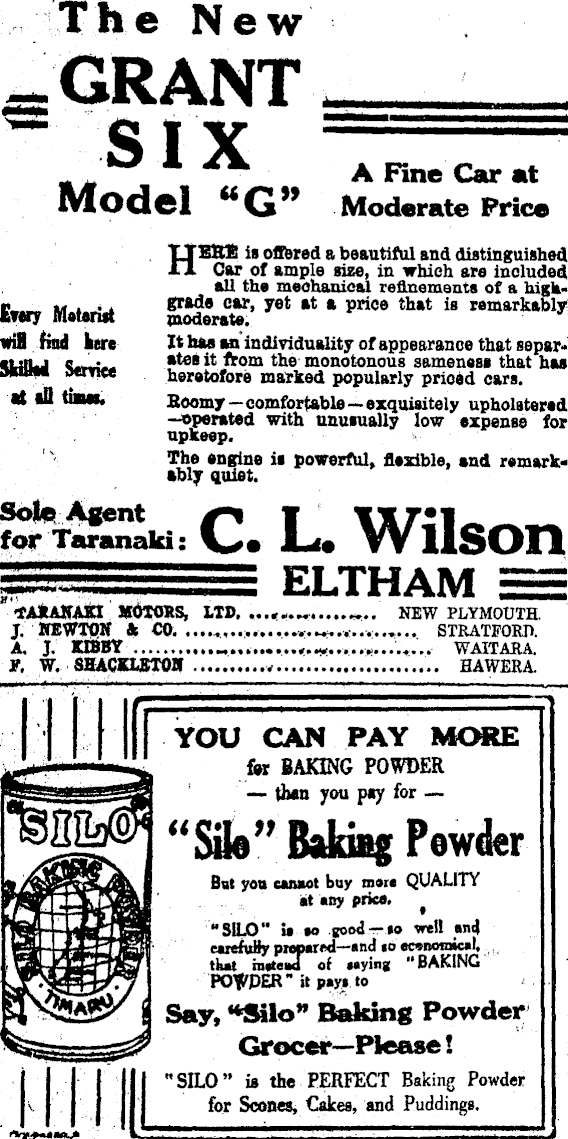 The New
GRANT
SIX
Model "G"
A Fine Car at
Moderate Price
HERE is offered a beautiful and distinguished
Car of ample size, in which are included
all the mechanical refinements of a high-
grade car, yet at a price that is remarkably
moderate.
It has an individuality of appearance that separ-
ates it from the monotonous sameness that has
heretofore marked popularly priced cars.
Roomy—comfortable—exquisitely upholstered
—operated with unusually low expense for
upkeep.
The engine is powerful, flexible, and remark-
ably quiet.
Every Motorist
will find here
Skilled Service
at all times.
Sole Agent
for Taranaki:
C. L. Wilson
ELTHAM
TARANAKI MOTORS, LTD. .................. NEW PLYMOUTH.
J. NEWTON & CO. .................................. STRATFORD.
A. J. KIBBY ............................................ WAITARA.
F. W. SHACKLETON ................................... HAWERA.
SILO
SILO BAKING POWDER
TIMARU
YOU CAN PAY MORE
for BAKING POWDER
— than you pay for —
"Silo" Baking Powder
But you cannot buy more QUALITY
at any price.
"SILO" is so good—so well and
carefully prepared—and so economical,
that instead of saying "BAKING
POWDER" it pays to
Say, "Silo" Baking Powder
Grocer—Please!
"SILO" is the PERFECT Baking Powder
for Scones, Cakes, and Puddings.